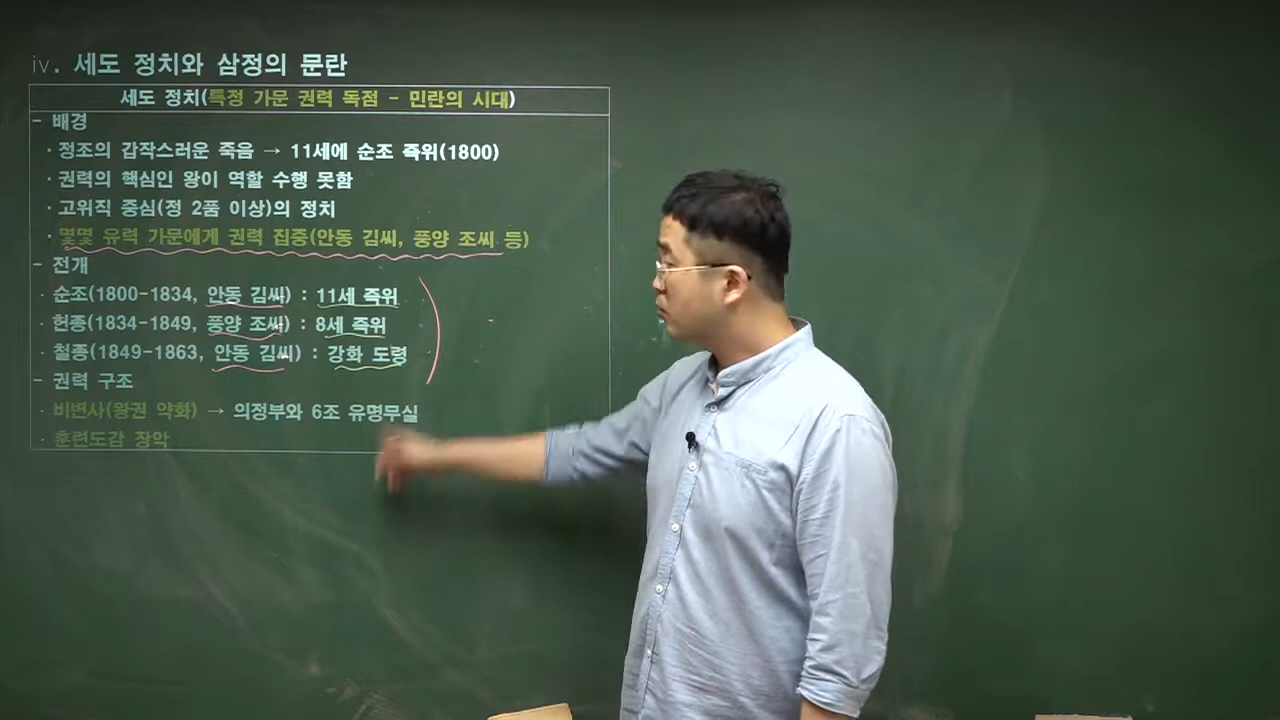 iv. 세도 정치와 삼정의 문란
세도 정치(특정 가문 권력 독점 - 민란의 시대)
- 배경
· 정조의 갑작스러운 죽음 → 11세에 순조 즉위(1800)
· 권력의 핵심인 왕이 역할 수행 못함
· 고위직 중심(정 2품 이상)의 정치
· 몇몇 유력 가문에게 권력 집중(안동 김씨, 풍양 조씨 등)
- 전개
· 순조(1800-1834, 안동 김씨) : 11세 즉위
· 헌종(1834-1849, 풍양 조씨) : 8세 즉위
· 철종(1849-1863, 안동 김씨) : 강화 도령
- 권력 구조
· 비변사(왕권 약화) → 의정부와 6조 유명무실
· 훈련도감 장악